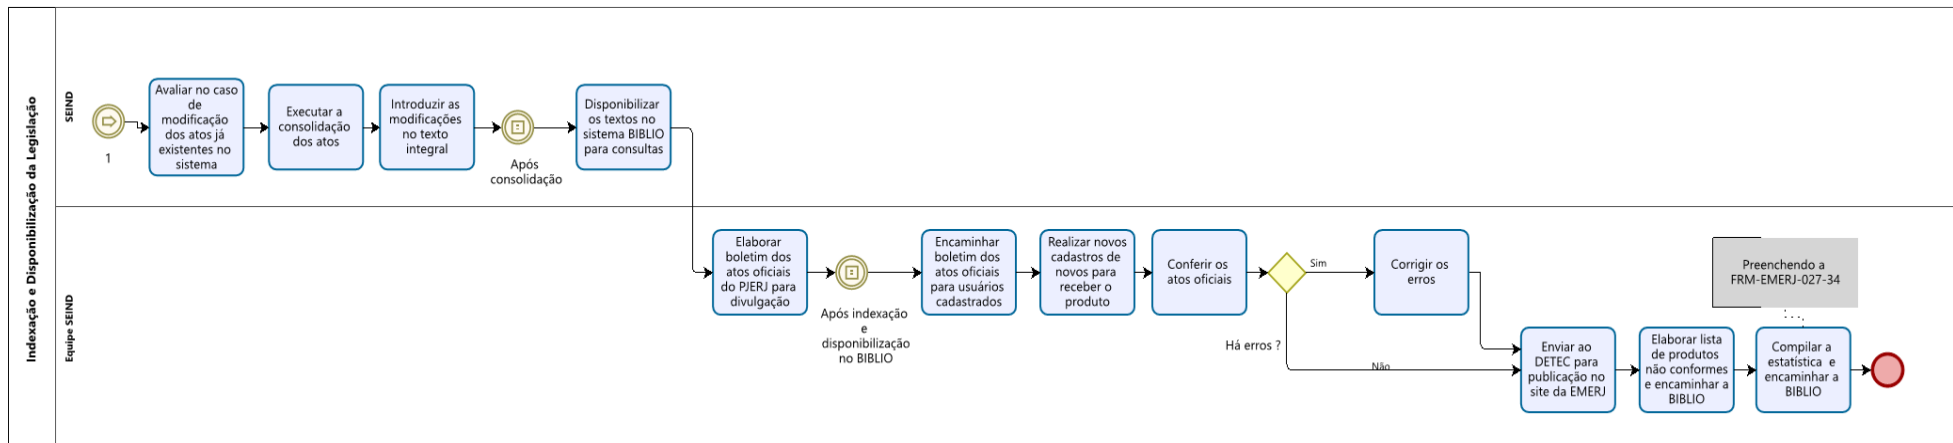 Indexação e Disponibilização da Legislação
SEIND
1
Avaliar no caso
de
modificação
dos atos já
existentes no
sistema
Executar a
consolidação
dos atos
Introduzir as
modificações
no texto
integral
Após
consolidação
Disponibilizar
os textos no
sistema BIBLIO
para consultas
Equipe SEIND
Elaborar
boletim dos
atos oficiais
do PJERJ para
divulgação
Após indexação
e
disponibilização
no BIBLIO
Encaminhar
boletim dos
atos oficiais
para usuários
cadastrados
Realizar novos
cadastros de
novos para
receber o
produto
Conferir os
atos oficiais
Há erros ?
Sim
Não
Corrigir os
erros
Enviar ao
DETEC para
publicação no
site da EMERJ
Elaborar lista
de produtos
não conformes
e encaminhar a
BIBLIO
Preenchendo a
FRM-EMERJ-027-34
Compilar a
estatística e
encaminhar a
BIBLIO